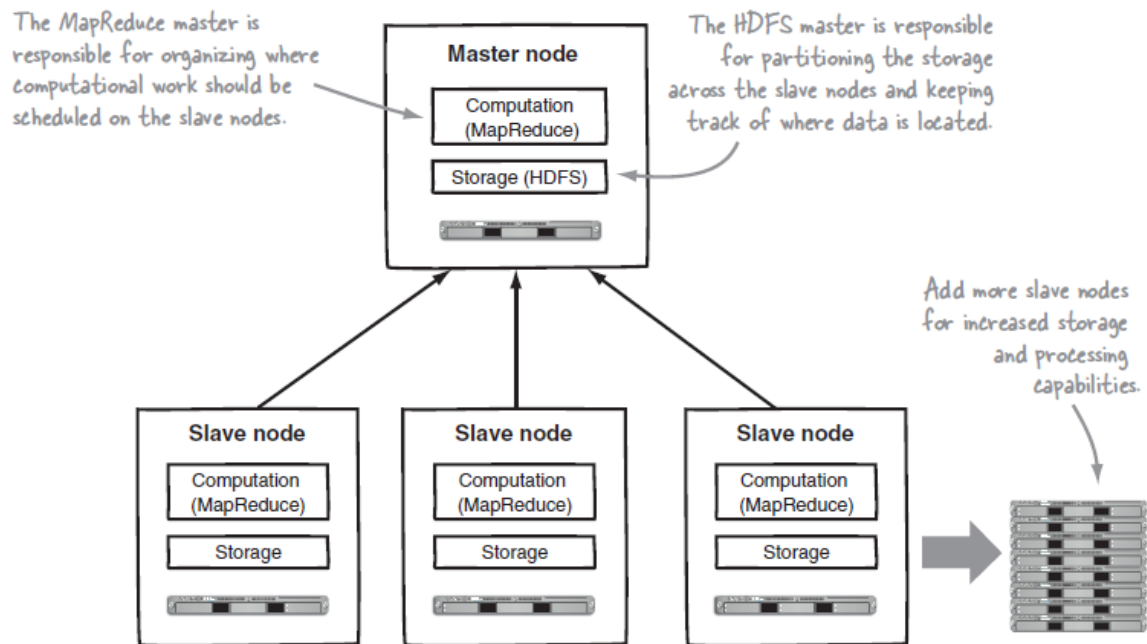 The MapReduce master is
responsible for organizing where
computational work should be
scheduled on the slave nodes.
Master node
Computation
(MapReduce)
Storage (HDFS)
The HDFS master is responsible
for partitioning the storage
across the slave nodes and keeping
track of where data is located.
Add more slave nodes
for increased storage
and processing
capabilities.
Slave node
Computation
(MapReduce)
Storage
Slave node
Computation
(MapReduce)
Storage
Slave node
Computation
(MapReduce)
Storage